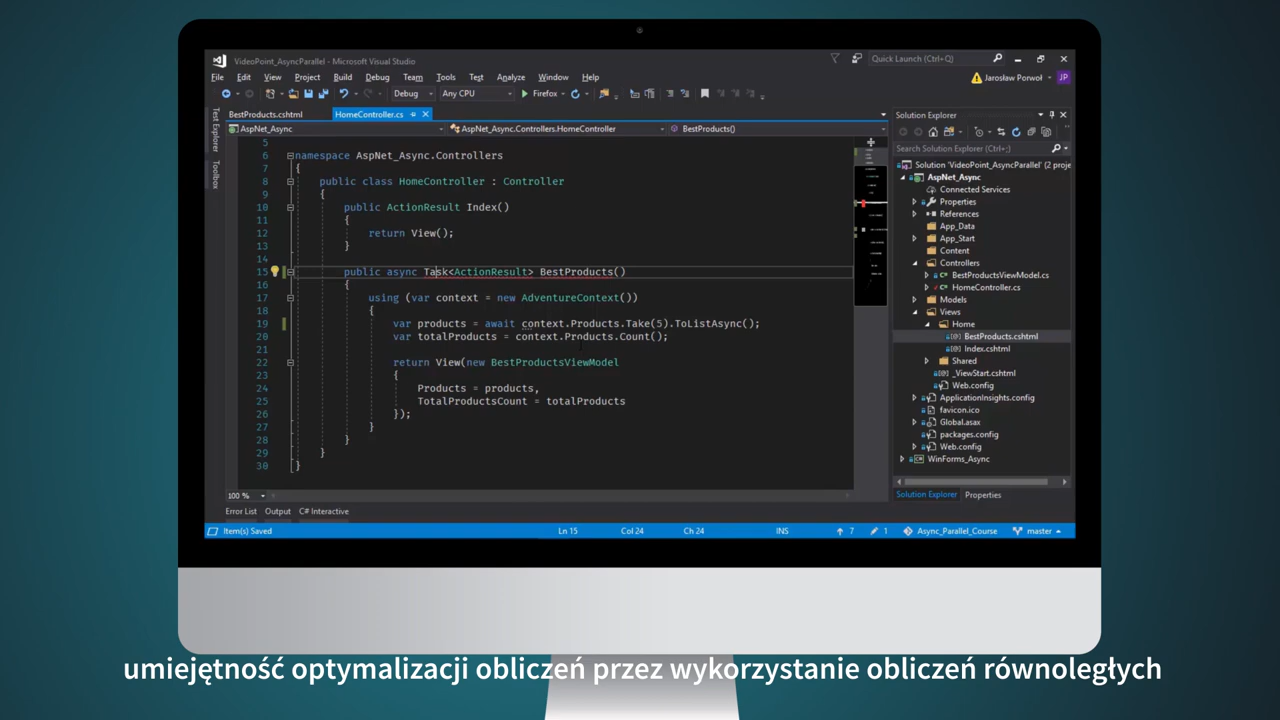 VideoPoint_AsyncParallel - Microsoft Visual Studio
Quick Launch (Ctrl+;)
File Edit View Project Build Debug Team Tools Test Analyze Window Help
Jarosław Porwoł JP
Debug Any CPU Firefox
BestProducts.cshtml HomeController.cs
AspNet_Async AspNet_Async.Controllers.HomeController BestProducts()
Test Explorer
Toolbox
5
6 namespace AspNet_Async.Controllers
7 {
8 public class HomeController : Controller
9 {
10 public ActionResult Index()
11 {
12 return View();
13 }
14
15 public async Task<ActionResult> BestProducts()
16 {
17 using (var context = new AdventureContext())
18 {
19 var products = await context.Products.Take(5).ToListAsync();
20 var totalProducts = context.Products.Count();
21
22 return View(new BestProductsViewModel
23 {
24 Products = products,
25 TotalProductsCount = totalProducts
26 });
27 }
28 }
29 }
30 }
100 %
Solution Explorer
Search Solution Explorer (Ctrl+;)
Solution 'VideoPoint_AsyncParallel' (2 proje
AspNet_Async
Connected Services
Properties
References
App_Data
App_Start
Content
Controllers
BestProductsViewModel.cs
HomeController.cs
Models
Views
Home
BestProducts.cshtml
Index.cshtml
Shared
_ViewStart.cshtml
Web.config
ApplicationInsights.config
favicon.ico
Global.asax
packages.config
Web.config
WinForms_Async
Solution Explorer Properties
Error List Output C# Interactive
Item(s) Saved Ln 15 Col 24 Ch 24 INS 7 1 Async_Parallel_Course master
umiejętność optymalizacji obliczeń przez wykorzystanie obliczeń równoległych